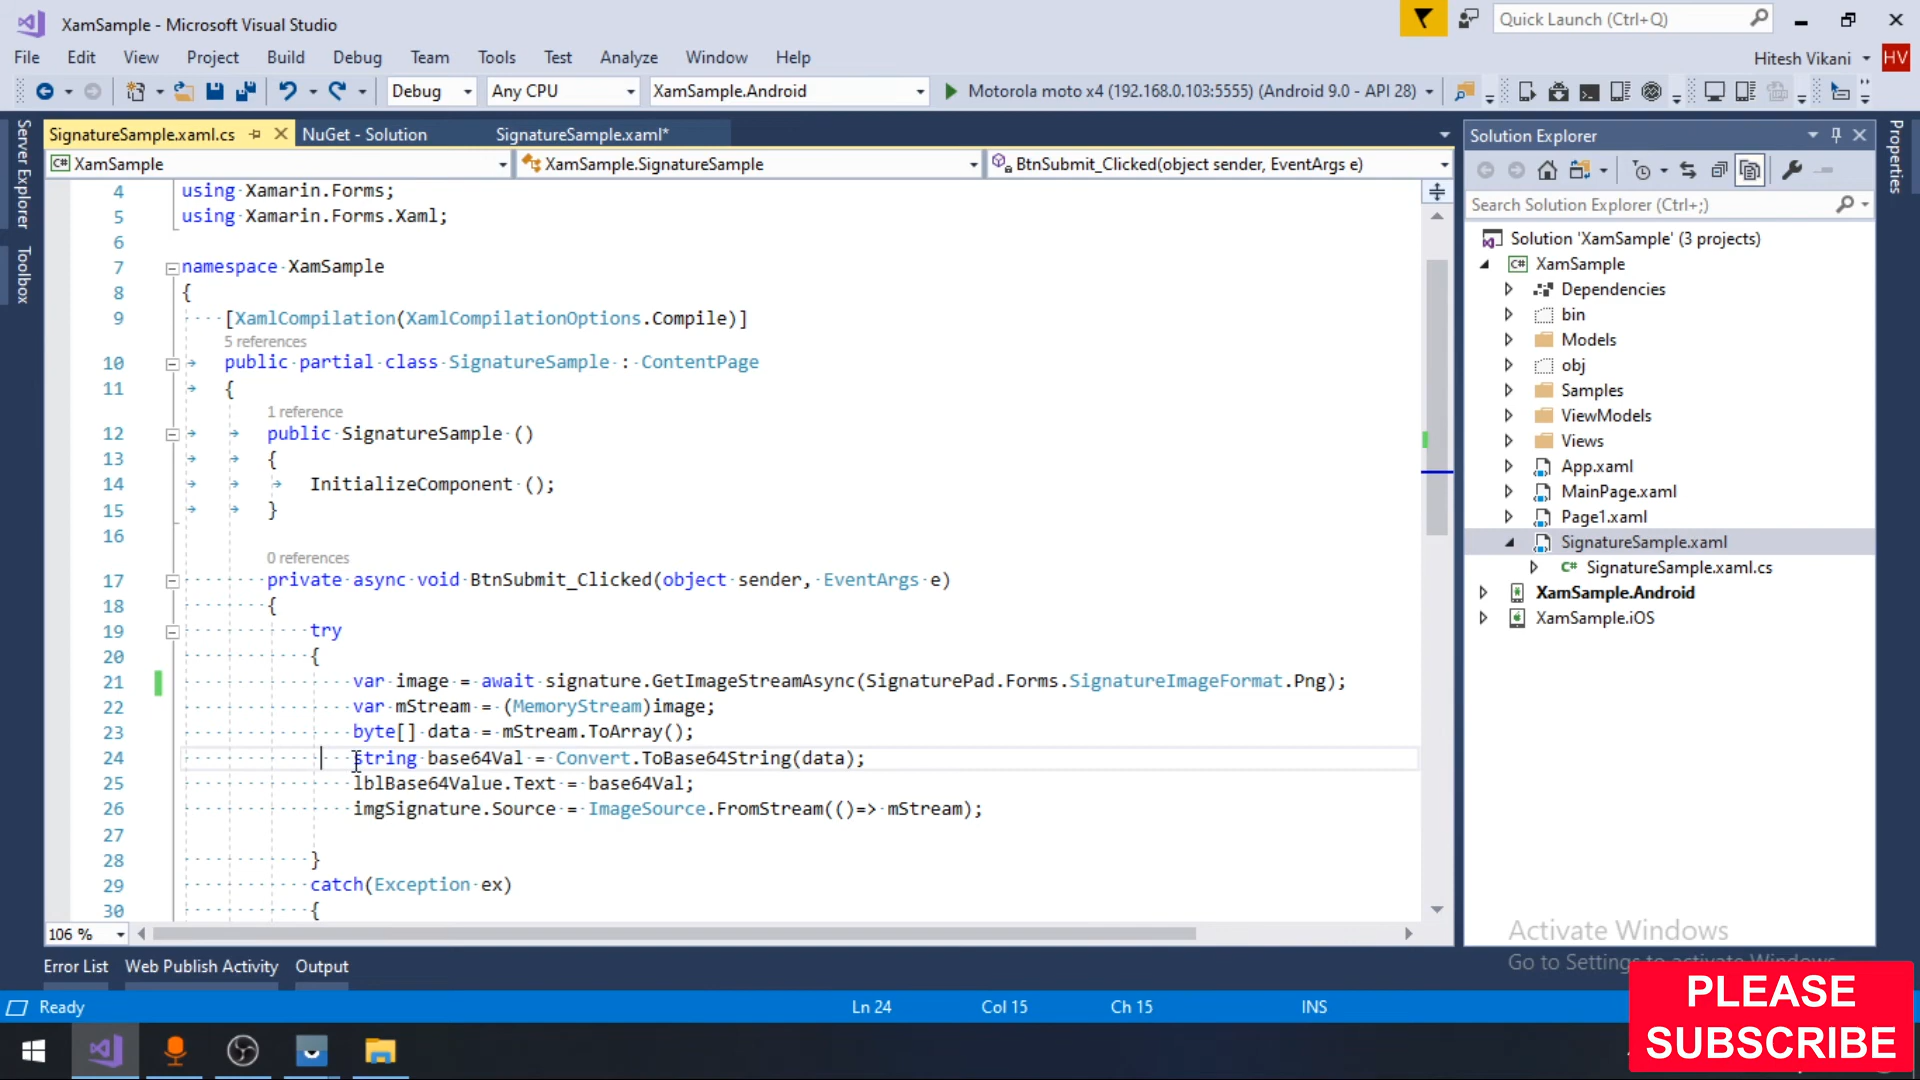 XamSample - Microsoft Visual Studio
Quick Launch (Ctrl+Q)
File Edit View Project Build Debug Team Tools Test Analyze Window Help
Hitesh Vikani HV
Debug Any CPU XamSample.Android Motorola moto x4 (192.168.0.103:5555) (Android 9.0 - API 28)
Server Explorer
Toolbox
SignatureSample.xaml.cs NuGet - Solution SignatureSample.xaml*
XamSample XamSample.SignatureSample BtnSubmit_Clicked(object sender, EventArgs e)
4 using Xamarin.Forms;
5 using Xamarin.Forms.Xaml;
6
7 namespace XamSample
8 {
9 [XamlCompilation(XamlCompilationOptions.Compile)]
5 references
10 public partial class SignatureSample : ContentPage
11 {
1 reference
12 public SignatureSample ()
13 {
14 InitializeComponent ();
15 }
16
0 references
17 private async void BtnSubmit_Clicked(object sender, EventArgs e)
18 {
19 try
20 {
21 var image = await signature.GetImageStreamAsync(SignaturePad.Forms.SignatureImageFormat.Png);
22 var mStream = (MemoryStream)image;
23 byte[] data = mStream.ToArray();
24 string base64Val = Convert.ToBase64String(data);
25 lblBase64Value.Text = base64Val;
26 imgSignature.Source = ImageSource.FromStream(()=> mStream);
27
28 }
29 catch(Exception ex)
30 {
106 %
Solution Explorer
Search Solution Explorer (Ctrl+;)
Solution 'XamSample' (3 projects)
C# XamSample
Dependencies
bin
Models
obj
Samples
ViewModels
Views
App.xaml
MainPage.xaml
Page1.xaml
SignatureSample.xaml
C# SignatureSample.xaml.cs
XamSample.Android
XamSample.iOS
Properties
Activate Windows
Go to Settings to activate Windows.
Error List Web Publish Activity Output
Ready Ln 24 Col 15 Ch 15 INS
PLEASE
SUBSCRIBE